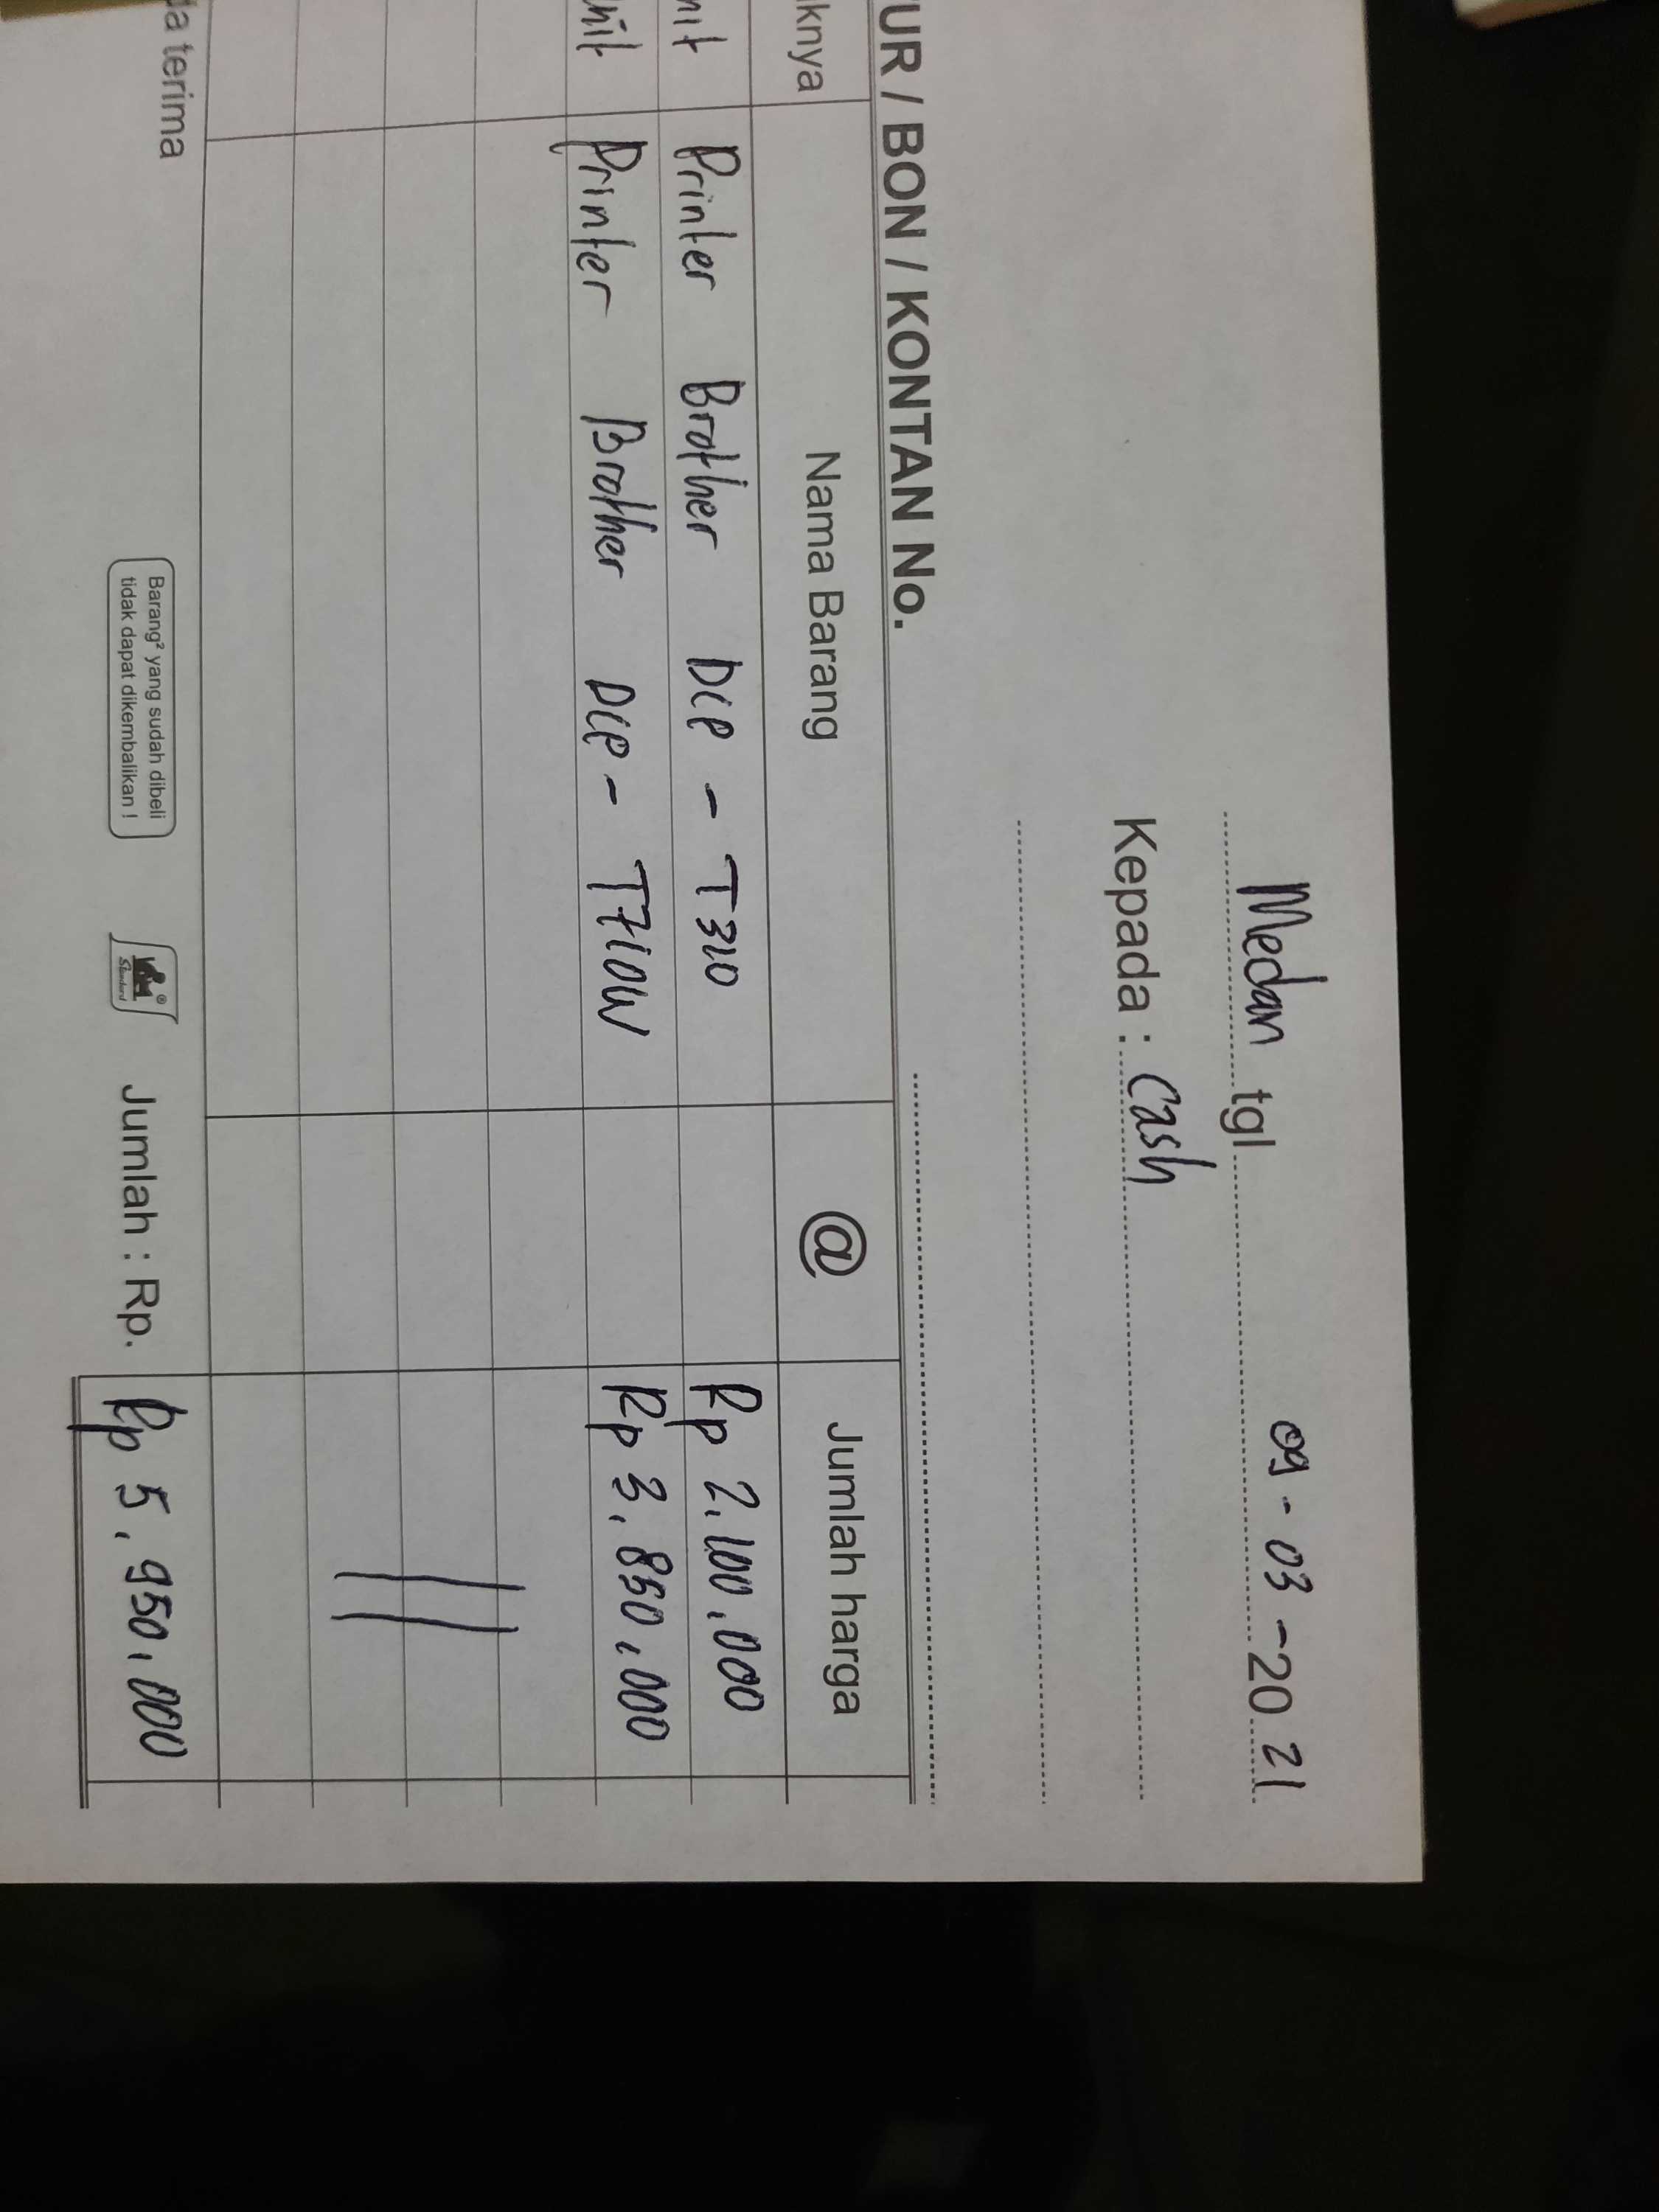 Medan tgl 09 - 03 - 20 21
Kepada : Cash
UR / BON / KONTAN No.
knya Nama Barang @ Jumlah harga
nit Printer Brother DCP - T310 Rp 2.100.000
nit Printer Brother DCP - T710W Rp 3.850.000
da terima
Barang² yang sudah dibeli
tidak dapat dikembalikan !
Standard
Jumlah : Rp. Rp 5.950.000